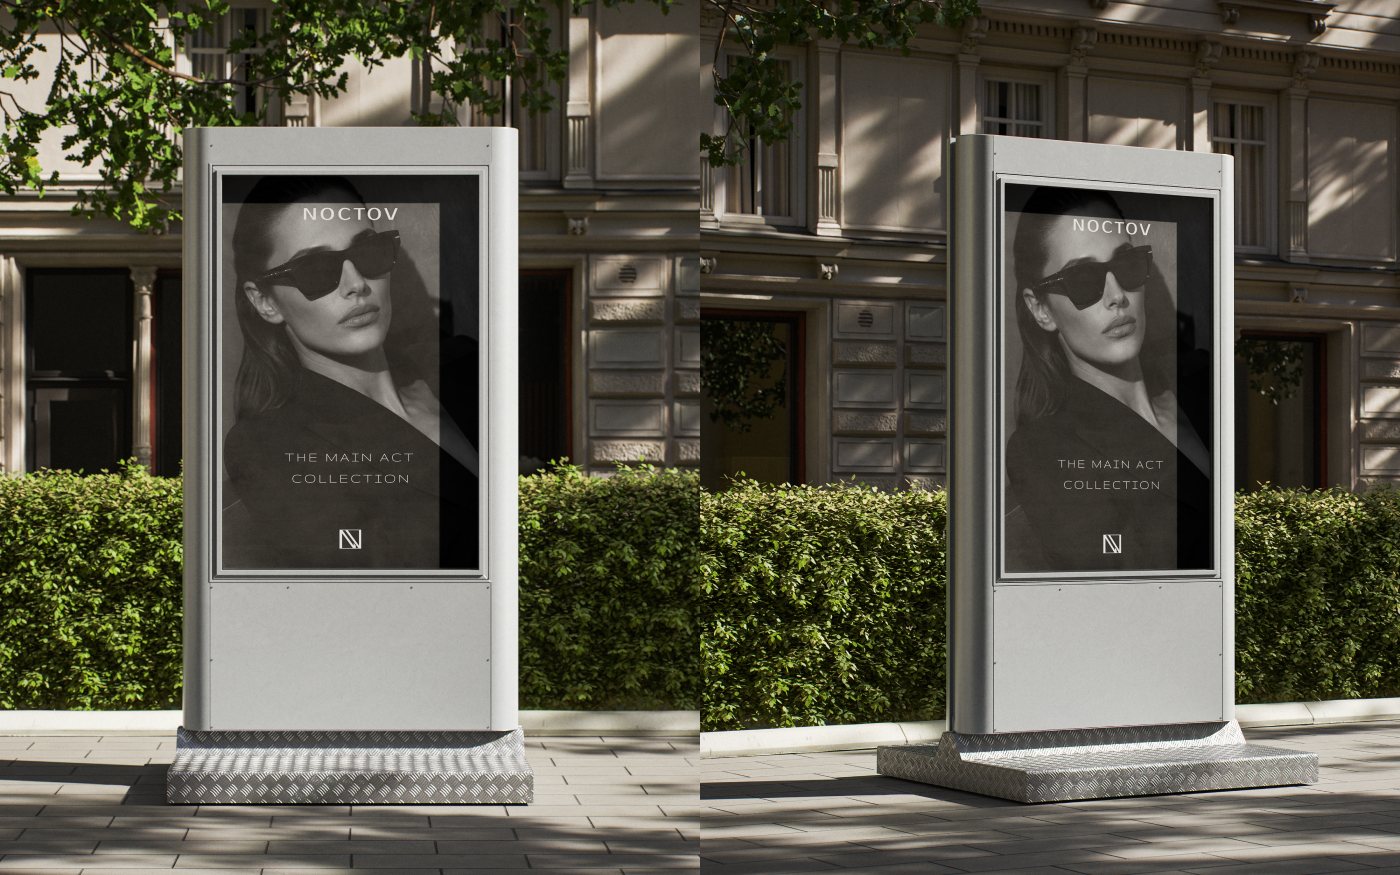 NOCTOV
THE MAIN ACT
COLLECTION
N
NOCTOV
THE MAIN ACT
COLLECTION
N